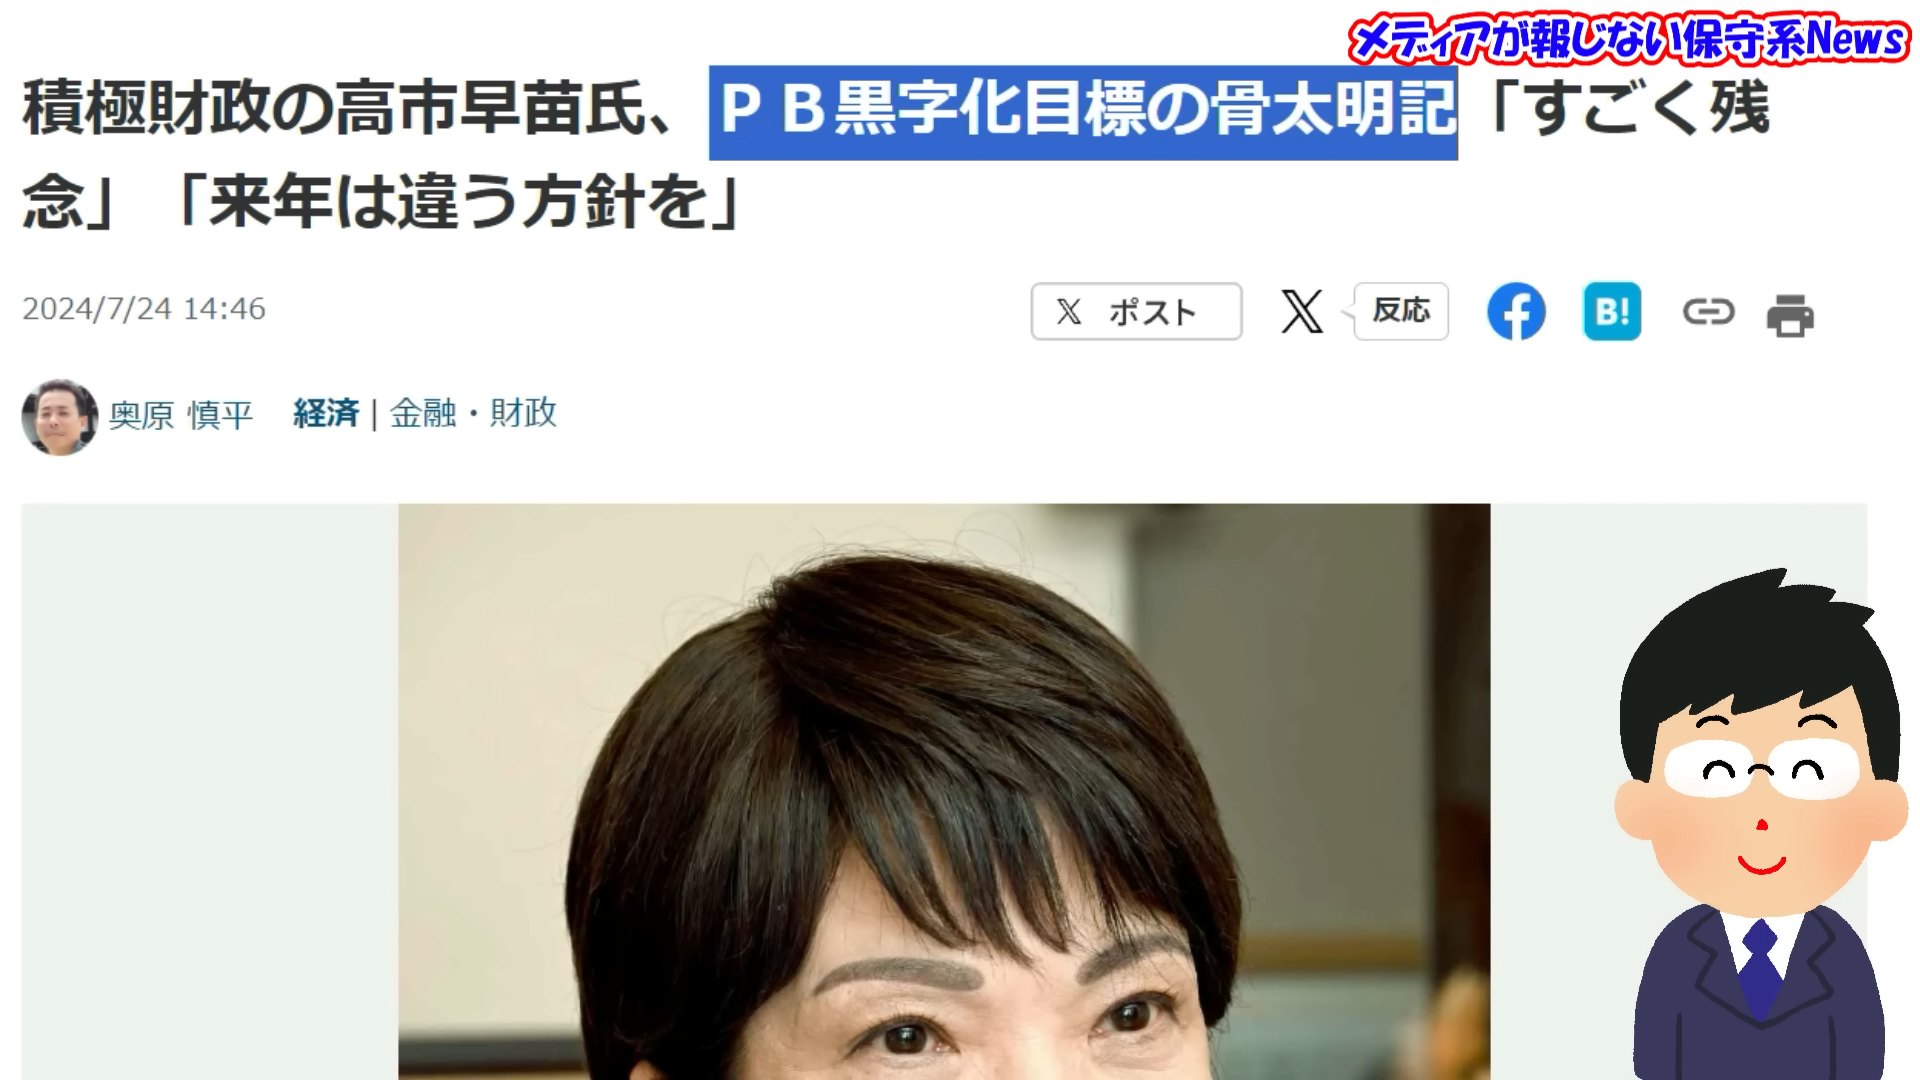 メディアが報じない保守系News
積極財政の高市早苗氏、ＰＢ黒字化目標の骨太明記「すごく残
念」「来年は違う方針を」
2024/7/24 14:46
X ポスト
X 反応
B!
奥原 慎平 経済 | 金融・財政